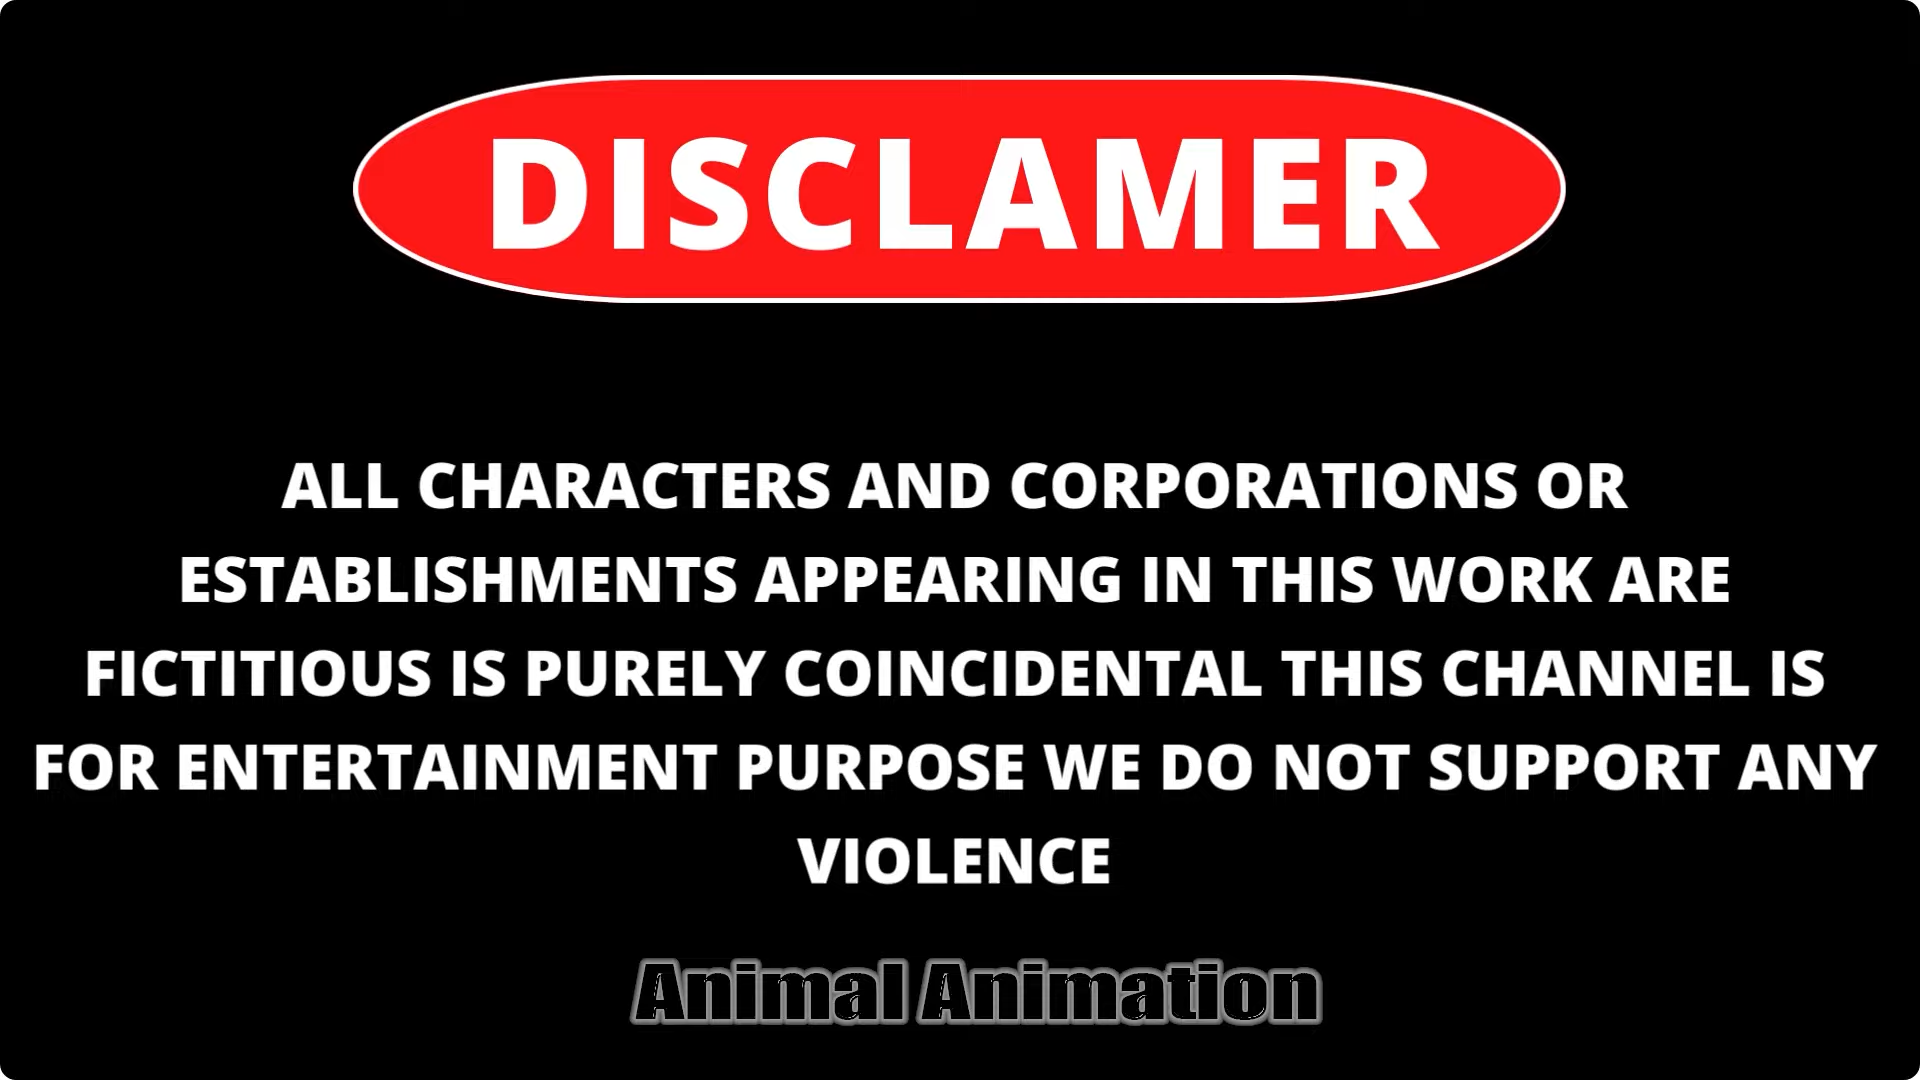 DISCLAMER
ALL CHARACTERS AND CORPORATIONS OR
ESTABLISHMENTS APPEARING IN THIS WORK ARE
FICTITIOUS IS PURELY COINCIDENTAL THIS CHANNEL IS
FOR ENTERTAINMENT PURPOSE WE DO NOT SUPPORT ANY
VIOLENCE
Animal Animation